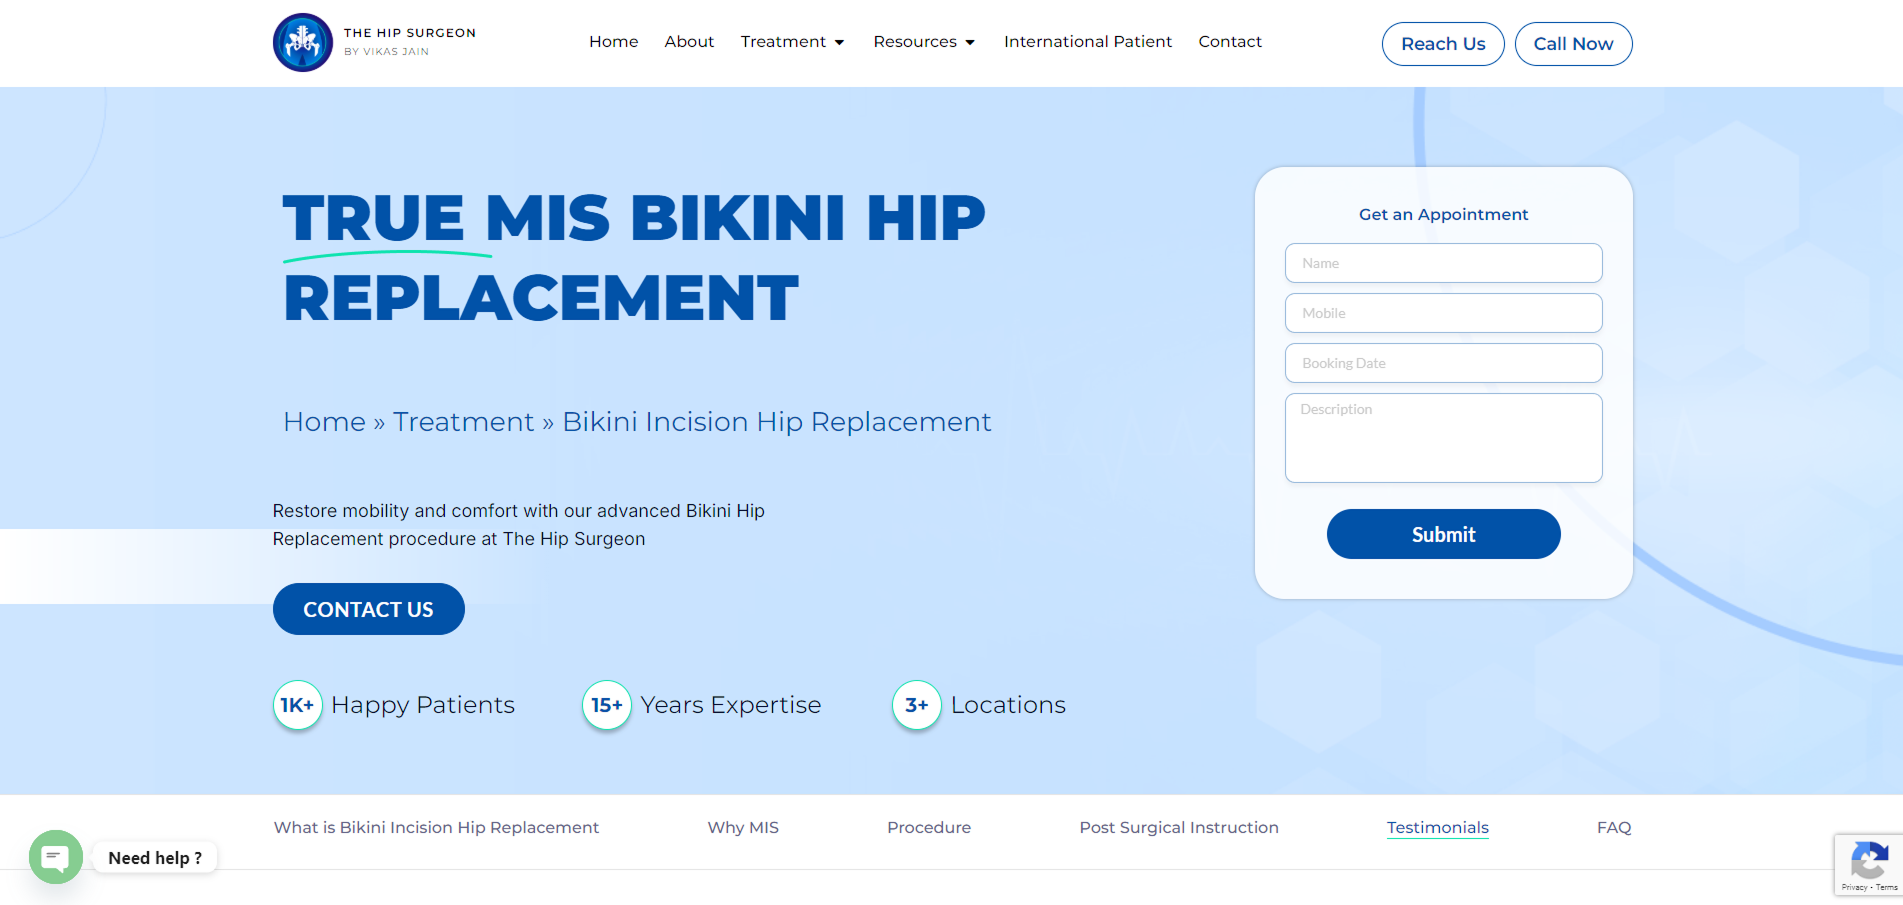 THE HIP SURGEON
BY VIKAS JAIN
Home
About
Treatment
Resources
International Patient
Contact
Reach Us
Call Now
TRUE MIS BIKINI HIP
REPLACEMENT
Home » Treatment » Bikini Incision Hip Replacement
Restore mobility and comfort with our advanced Bikini Hip
Replacement procedure at The Hip Surgeon
CONTACT US
1K+ Happy Patients
15+ Years Expertise
3+ Locations
Get an Appointment
Name
Mobile
Booking Date
Description
Submit
What is Bikini Incision Hip Replacement
Why MIS
Procedure
Post Surgical Instruction
Testimonials
FAQ
Need help ?
Privacy - Terms